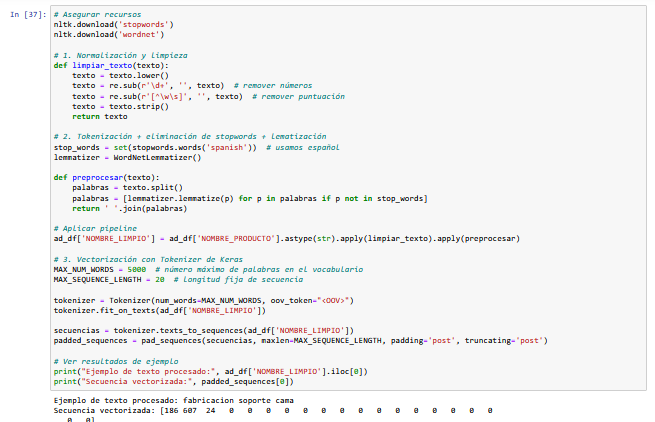 In [37]: # Asegurar recursos
nltk.download('stopwords')
nltk.download('wordnet')

# 1. Normalización y limpieza
def limpiar_texto(texto):
    texto = texto.lower()
    texto = re.sub(r'\d+', '', texto)  # remover números
    texto = re.sub(r'[^\w\s]', '', texto)  # remover puntuación
    texto = texto.strip()
    return texto

# 2. Tokenización + eliminación de stopwords + lematización
stop_words = set(stopwords.words('spanish'))  # usamos español
lemmatizer = WordNetLemmatizer()

def preprocesar(texto):
    palabras = texto.split()
    palabras = [lemmatizer.lemmatize(p) for p in palabras if p not in stop_words]
    return ' '.join(palabras)

# Aplicar pipeline
ad_df['NOMBRE_LIMPIO'] = ad_df['NOMBRE_PRODUCTO'].astype(str).apply(limpiar_texto).apply(preprocesar)

# 3. Vectorización con Tokenizer de Keras
MAX_NUM_WORDS = 5000  # número máximo de palabras en el vocabulario
MAX_SEQUENCE_LENGTH = 20  # longitud fija de secuencia

tokenizer = Tokenizer(num_words=MAX_NUM_WORDS, oov_token="<OOV>")
tokenizer.fit_on_texts(ad_df['NOMBRE_LIMPIO'])

secuencias = tokenizer.texts_to_sequences(ad_df['NOMBRE_LIMPIO'])
padded_sequences = pad_sequences(secuencias, maxlen=MAX_SEQUENCE_LENGTH, padding='post', truncating='post')

# Ver resultados de ejemplo
print("Ejemplo de texto procesado:", ad_df['NOMBRE_LIMPIO'].iloc[0])
print("Secuencia vectorizada:", padded_sequences[0])

Ejemplo de texto procesado: fabricacion soporte cama
Secuencia vectorizada: [186 607  24   0   0   0   0   0   0   0   0   0   0   0   0   0   0   0
   0   0]